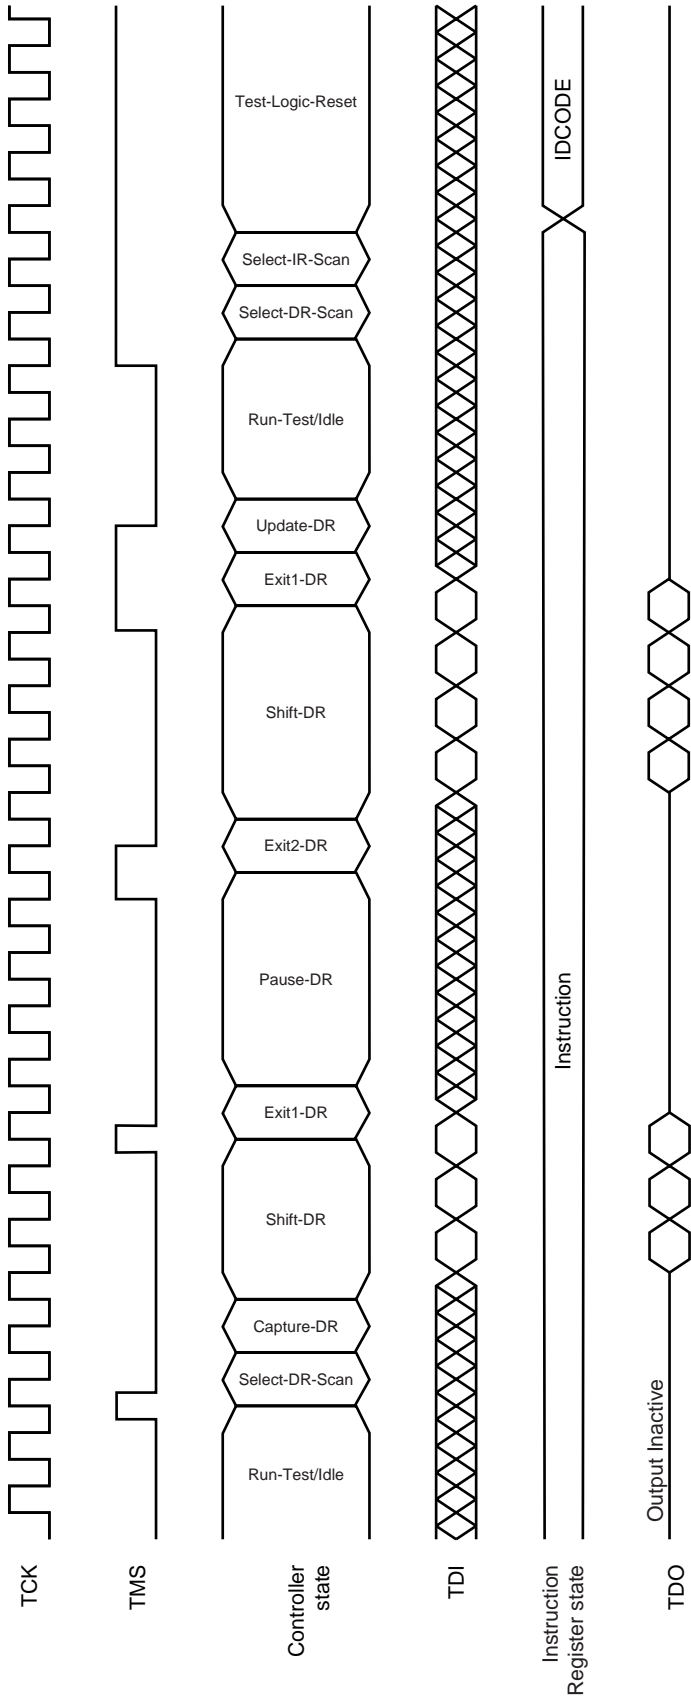 TCK
TMS
Controller
state
Run-Test/Idle
Select-DR-Scan
Capture-DR
Shift-DR
Exit1-DR
Pause-DR
Exit2-DR
Shift-DR
Exit1-DR
Update-DR
Run-Test/Idle
Select-DR-Scan
Select-IR-Scan
Test-Logic-Reset
TDI
Instruction
Register state
Instruction
IDCODE
TDO
Output Inactive